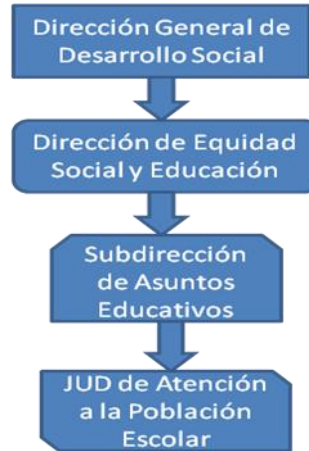 Dirección General de
Desarrollo Social
Dirección de Equidad
Social y Educación
Subdirección
de Asuntos
Educativos
JUD de Atención
a la Población
Escolar